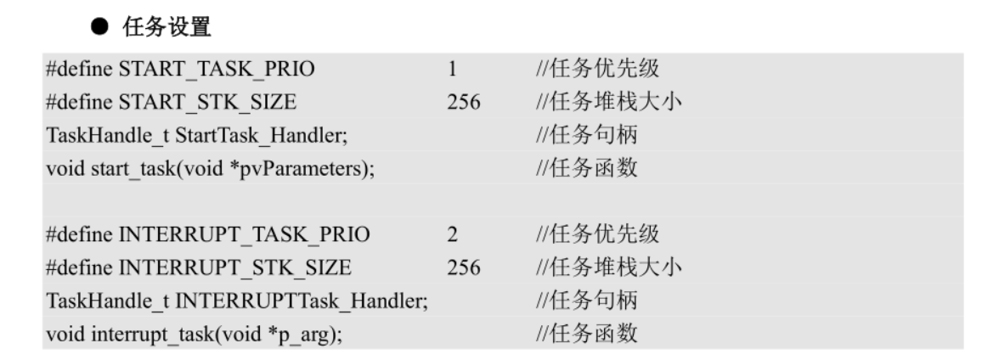 ● 任务设置
#define START_TASK_PRIO 1 //任务优先级
#define START_STK_SIZE 256 //任务堆栈大小
TaskHandle_t StartTask_Handler; //任务句柄
void start_task(void *pvParameters); //任务函数
#define INTERRUPT_TASK_PRIO 2 //任务优先级
#define INTERRUPT_STK_SIZE 256 //任务堆栈大小
TaskHandle_t INTERRUPTTask_Handler; //任务句柄
void interrupt_task(void *p_arg); //任务函数